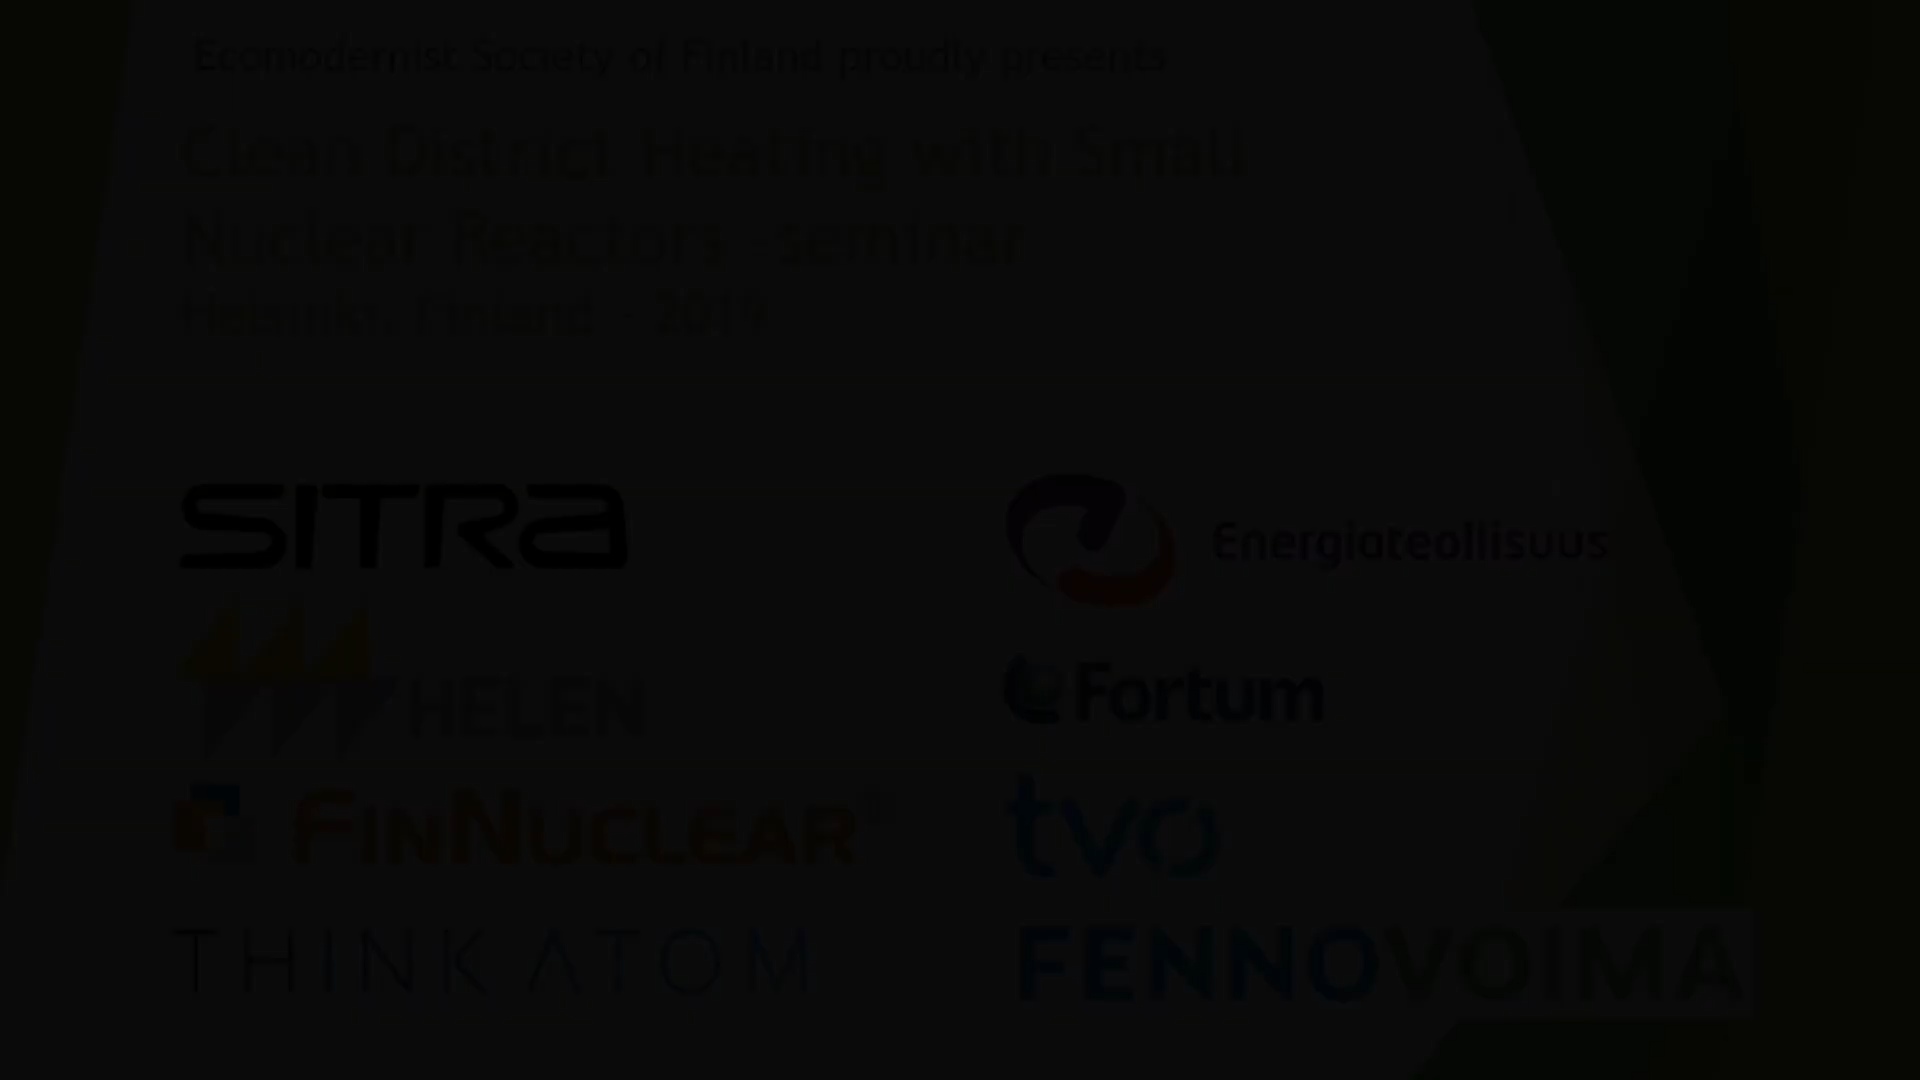 Ecomodernist Society of Finland proudly presents
Clean District Heating with Small
Nuclear Reactors -seminar
Helsinki, Finland - 2019
SITRA
Energiateollisuus
HELEN
Fortum
FINNUCLEAR
tvo
THINK ATOM
FENNOVOIMA